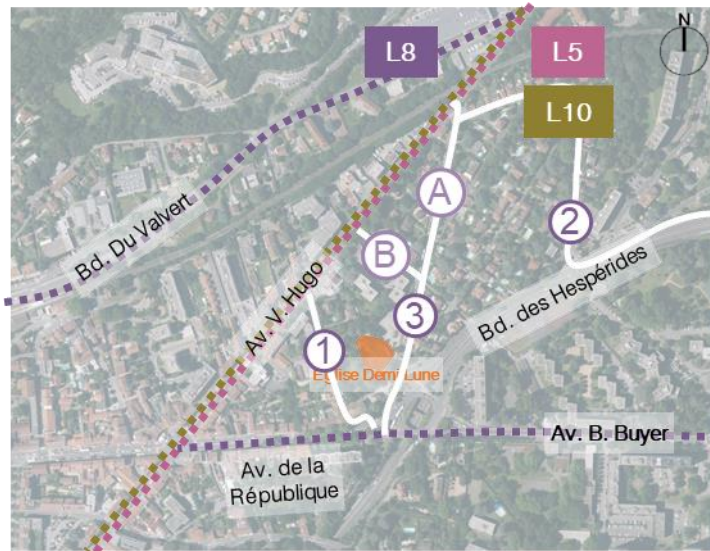 N
L8
L5
L10
A
2
Bd. Du Valvert
B
Av. V. Hugo
Bd. des Hespérides
3
1
Eglise Demi Lune
Av. B. Buyer
Av. de la
République